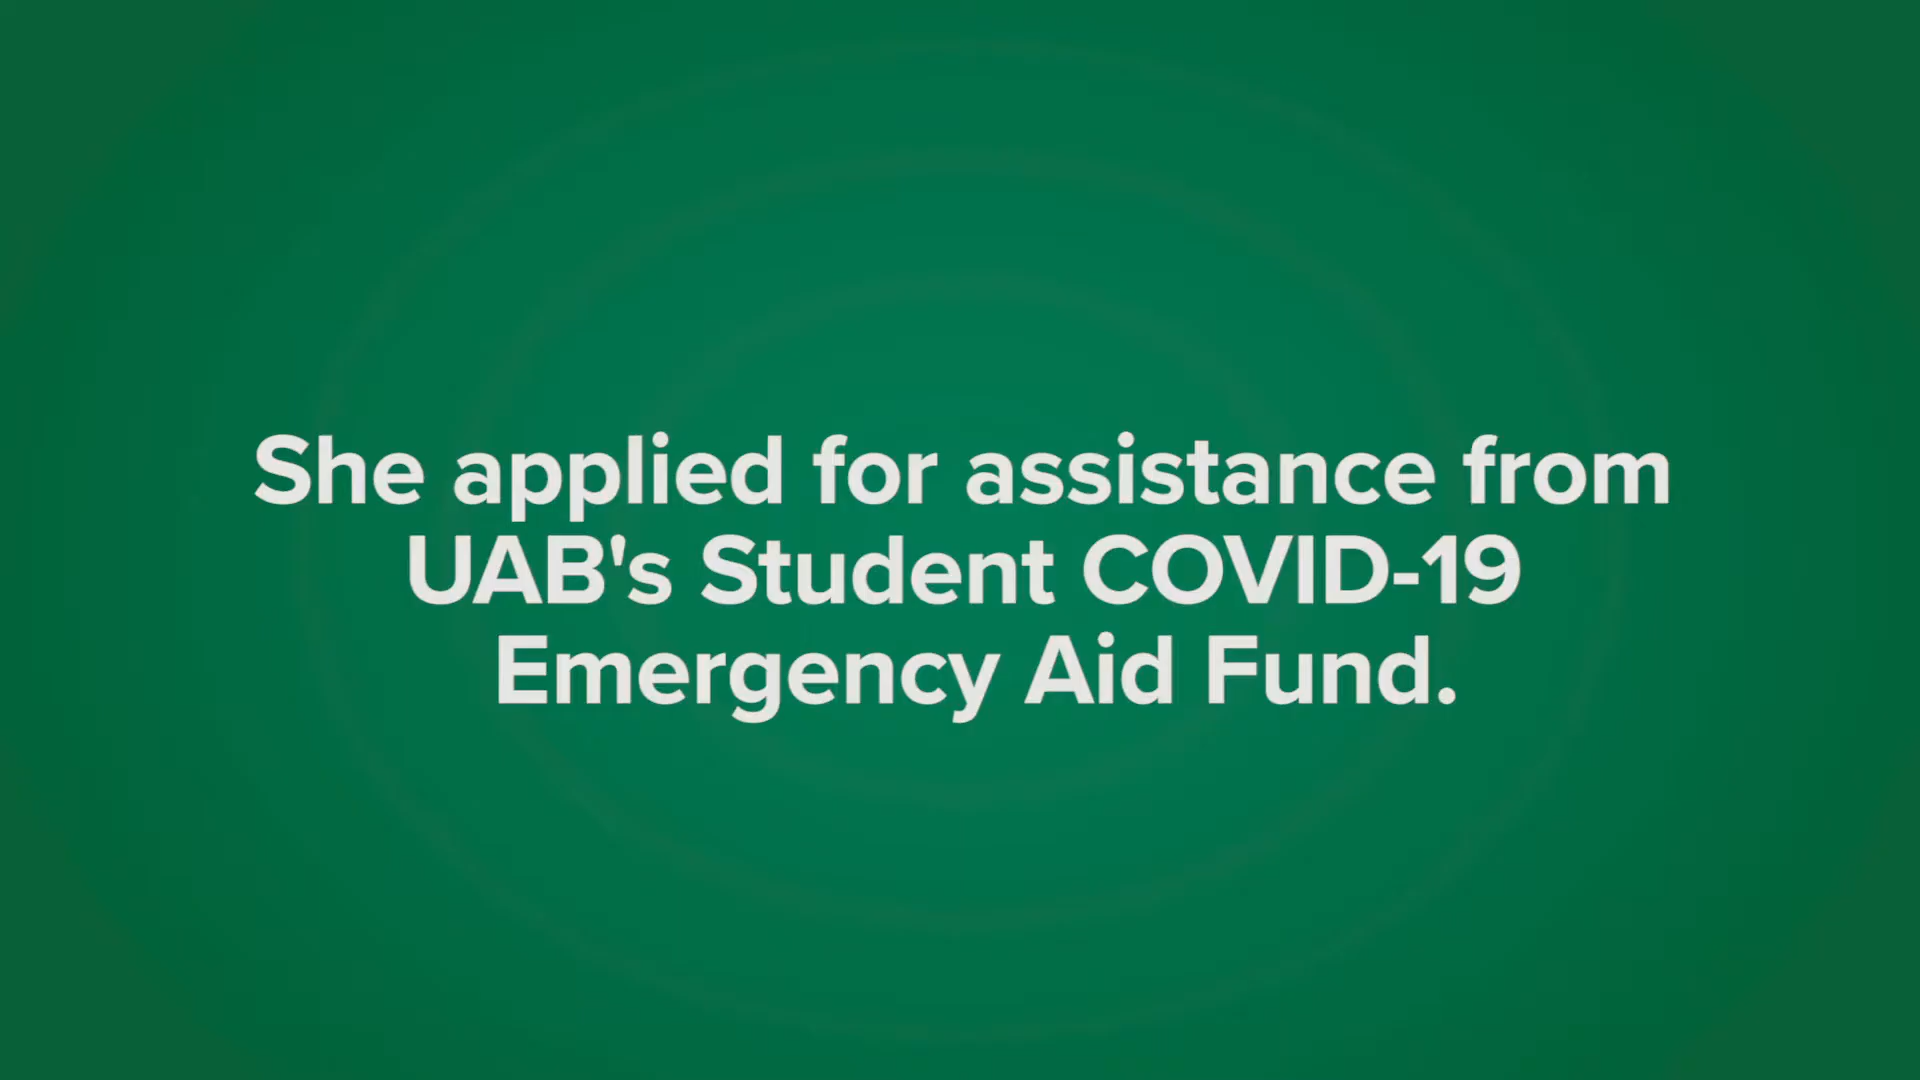 She applied for assistance from
UAB's Student COVID-19
Emergency Aid Fund.